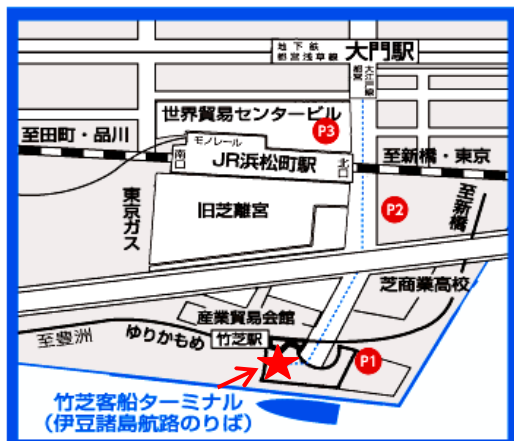 地下鉄
都営浅草線
大門駅
都営
大江戸線
世界貿易センタービル
P3
至田町・品川
モノレール
南口
JR浜松町駅
北口
至新橋・東京
東京ガス
旧芝離宮
P2
至新橋
芝商業高校
産業貿易会館
至豊洲
ゆりかもめ
竹芝駅
P1
竹芝客船ターミナル
（伊豆諸島航路のりば）